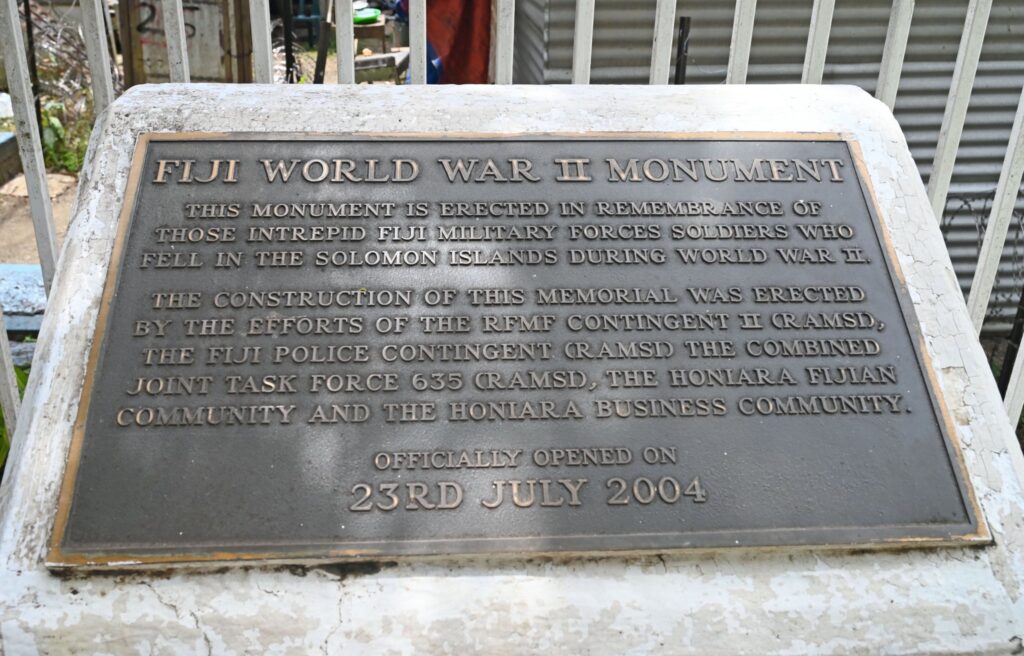 FIJI WORLD WAR II MONUMENT
THIS MONUMENT IS ERECTED IN REMEMBRANCE OF
THOSE INTREPID FIJI MILITARY FORCES SOLDIERS WHO
FELL IN THE SOLOMON ISLANDS DURING WORLD WAR II.
THE CONSTRUCTION OF THIS MEMORIAL WAS ERECTED
BY THE EFFORTS OF THE RFMF CONTINGENT II (RAMSI),
THE FIJI POLICE CONTINGENT (RAMSI) THE COMBINED
JOINT TASK FORCE 635 (RAMSI), THE HONIARA FIJIAN
COMMUNITY AND THE HONIARA BUSINESS COMMUNITY.
OFFICIALLY OPENED ON
23RD JULY 2004